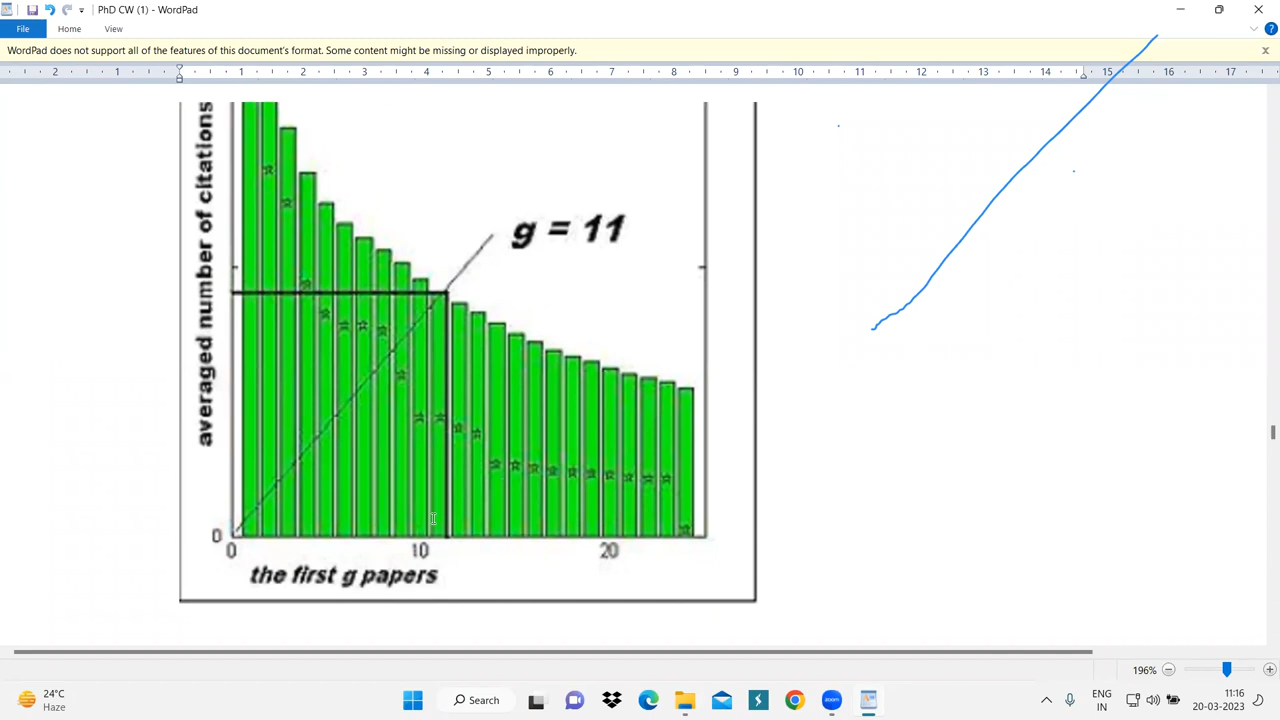 PhD CW (1) - WordPad
File Home View
WordPad does not support all of the features of this document's format. Some content might be missing or displayed improperly.
2 1 1 2 3 4 5 6 7 8 9 10 11 12 13 14 15 16 17
averaged number of citations
g = 11
0
0 10 20
the first g papers
196%
24°C
Haze
Search
zoom
ENG
IN
11:16
20-03-2023